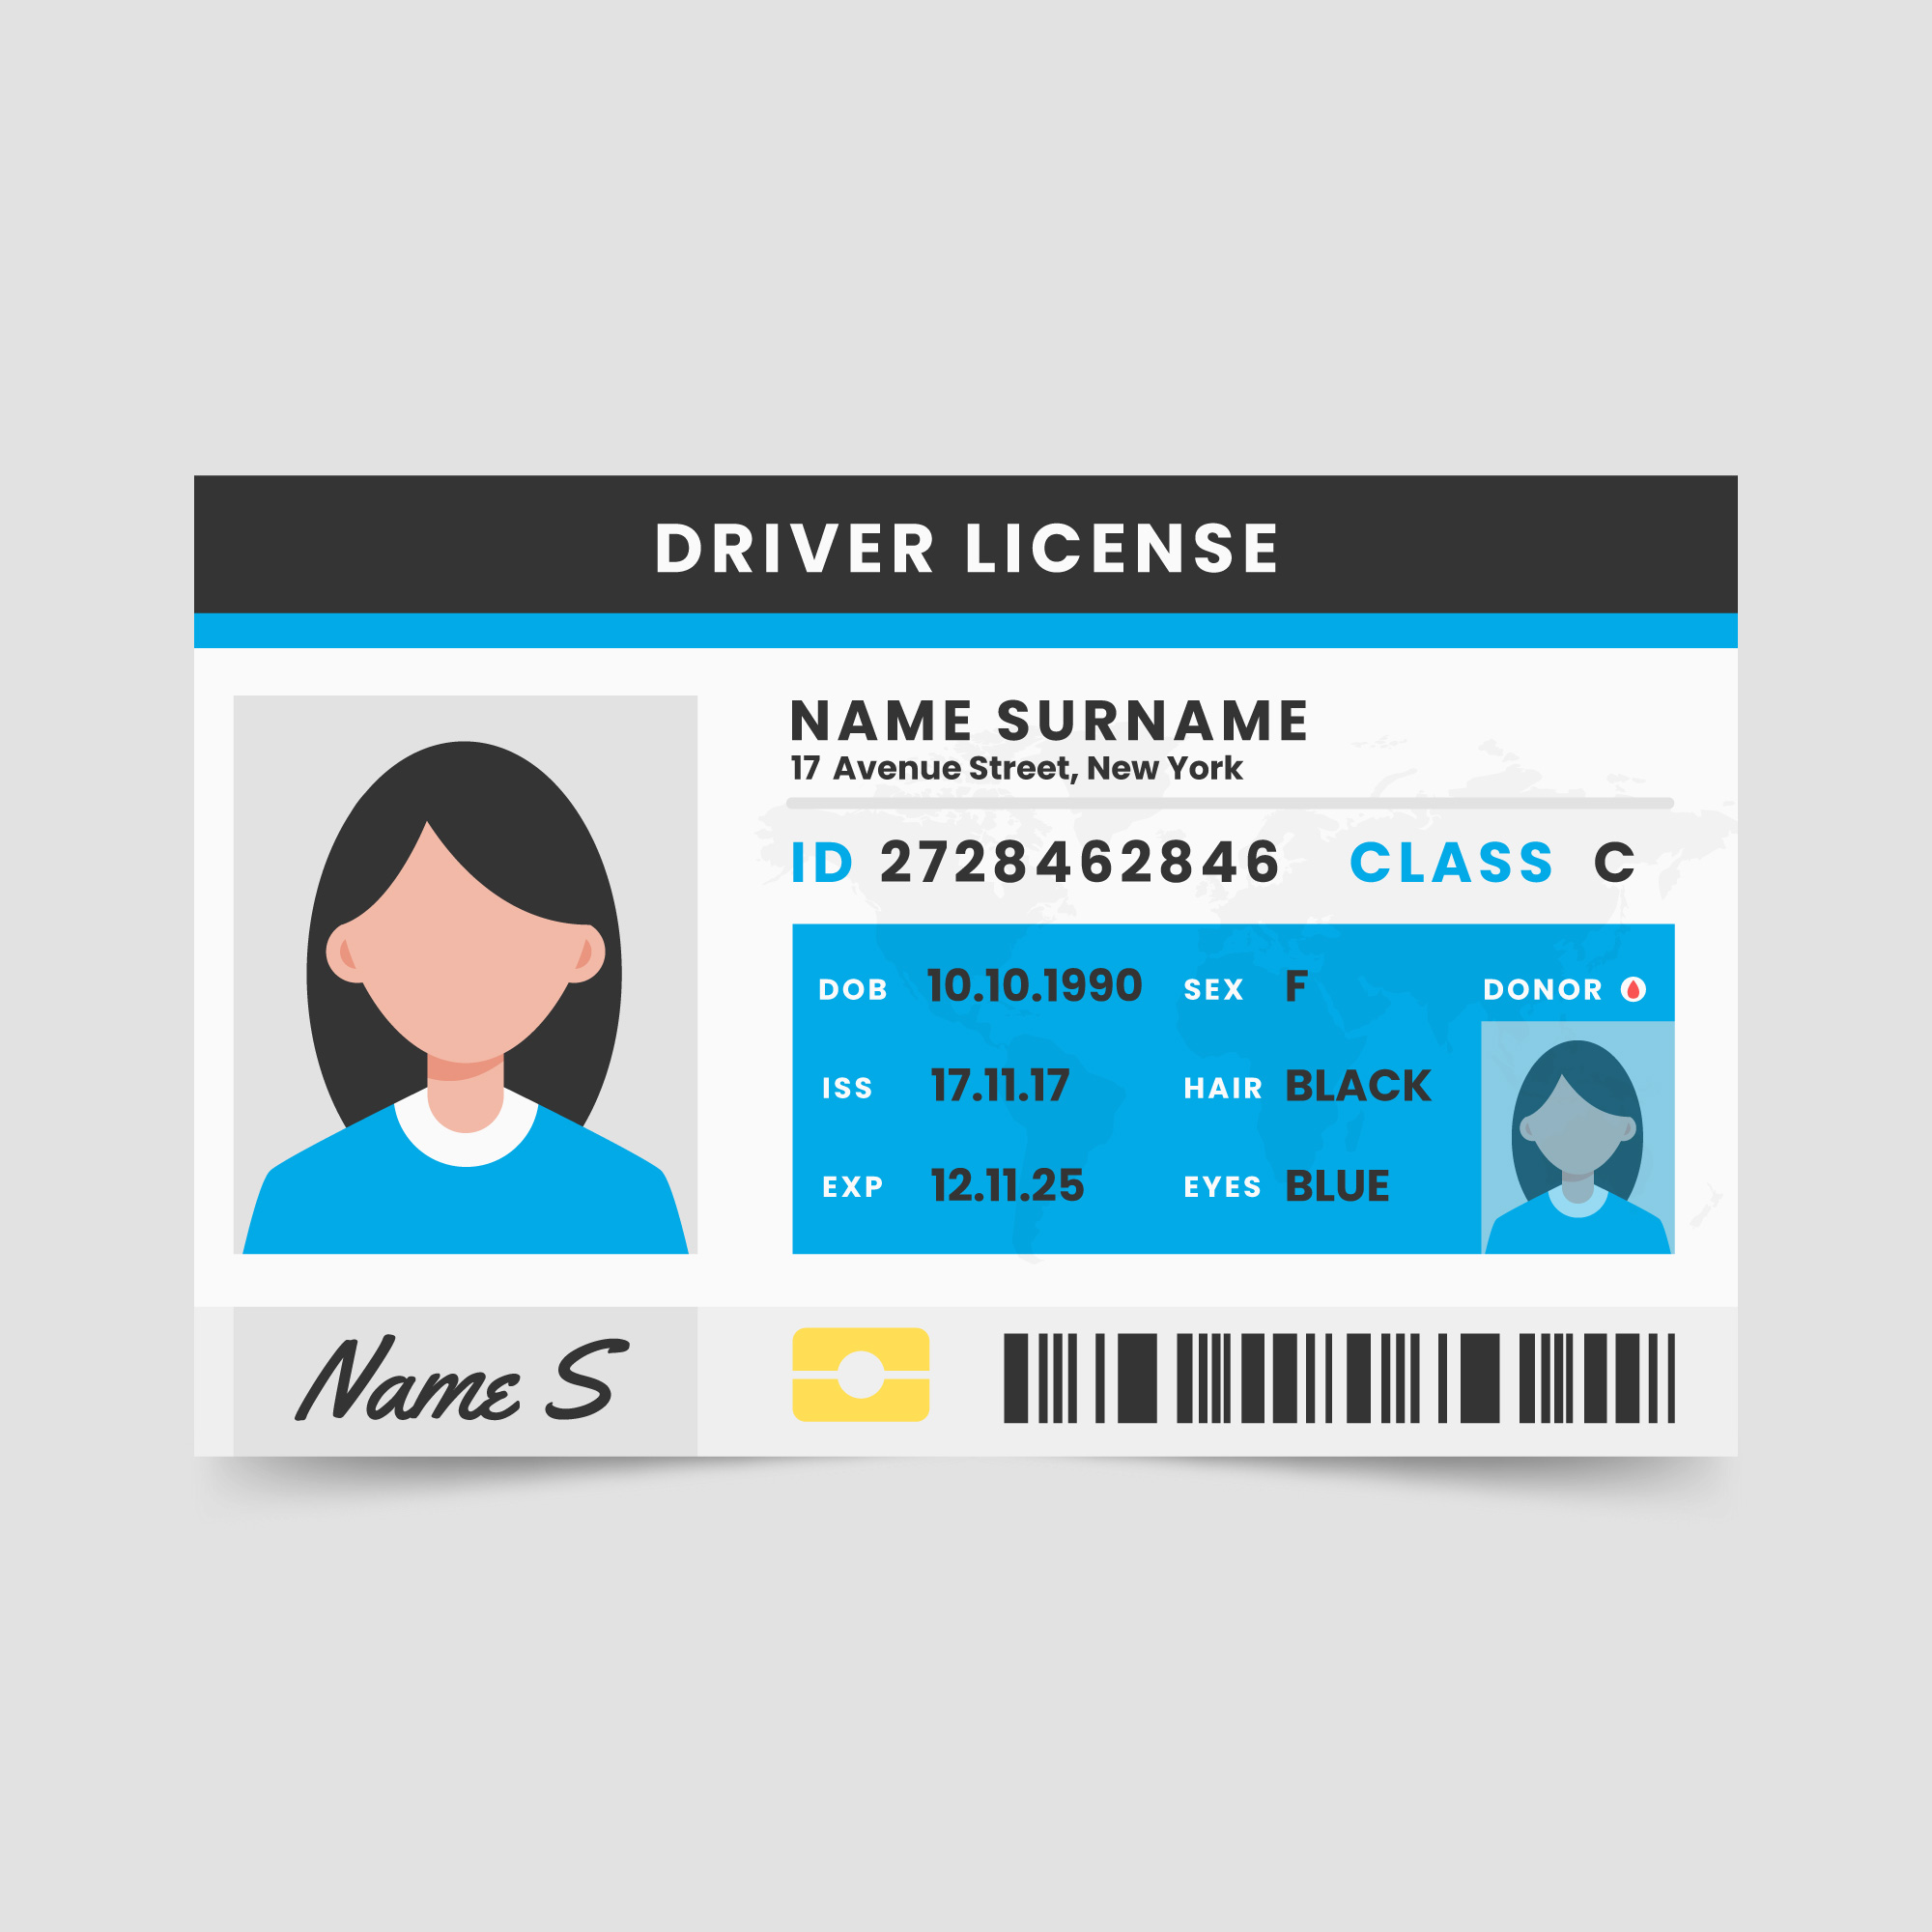 DRIVER LICENSE
NAME SURNAME
17 Avenue Street, New York
ID 2728462846 CLASS C
DOB 10.10.1990 SEX F DONOR
ISS 17.11.17 HAIR BLACK
EXP 12.11.25 EYES BLUE
Name S